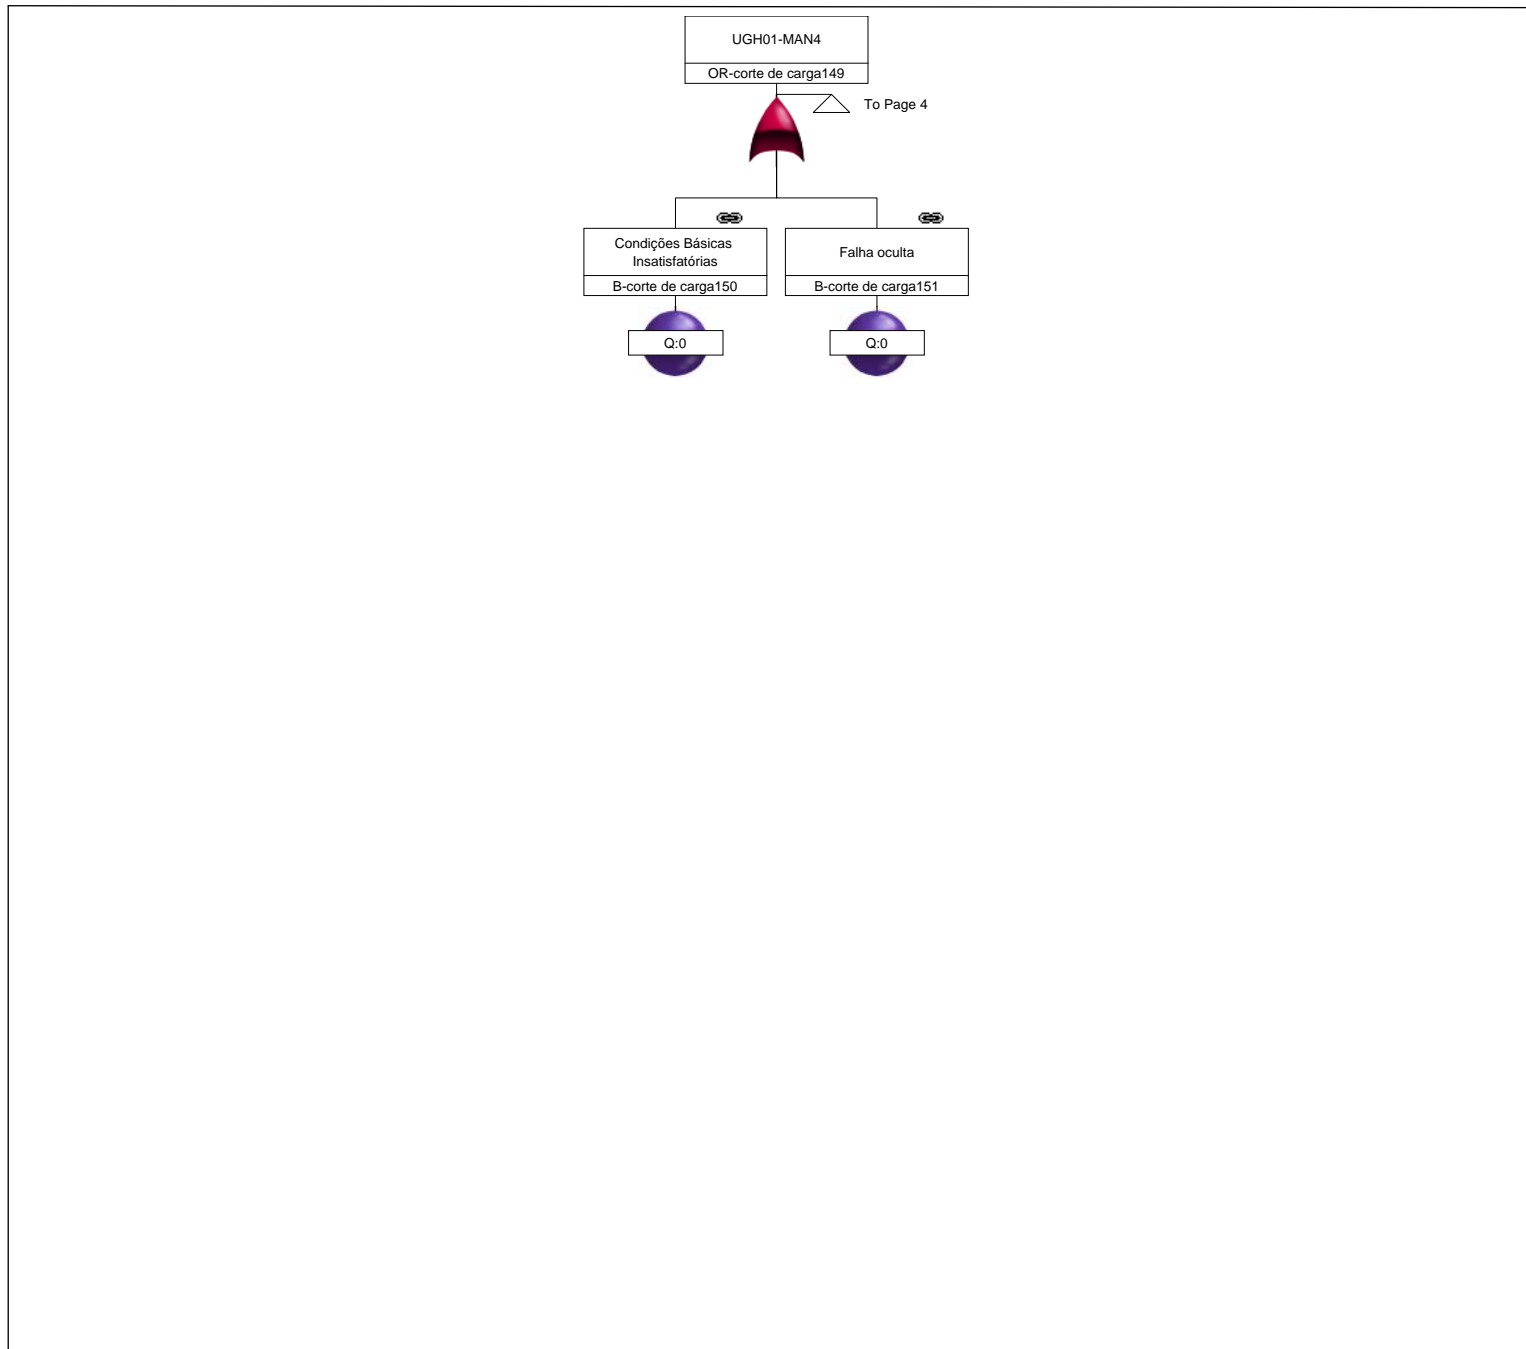 UGH01-MAN4
OR-corte de carga149
To Page 4
Condições Básicas
Insatisfatórias
B-corte de carga150
Q:0
Falha oculta
B-corte de carga151
Q:0